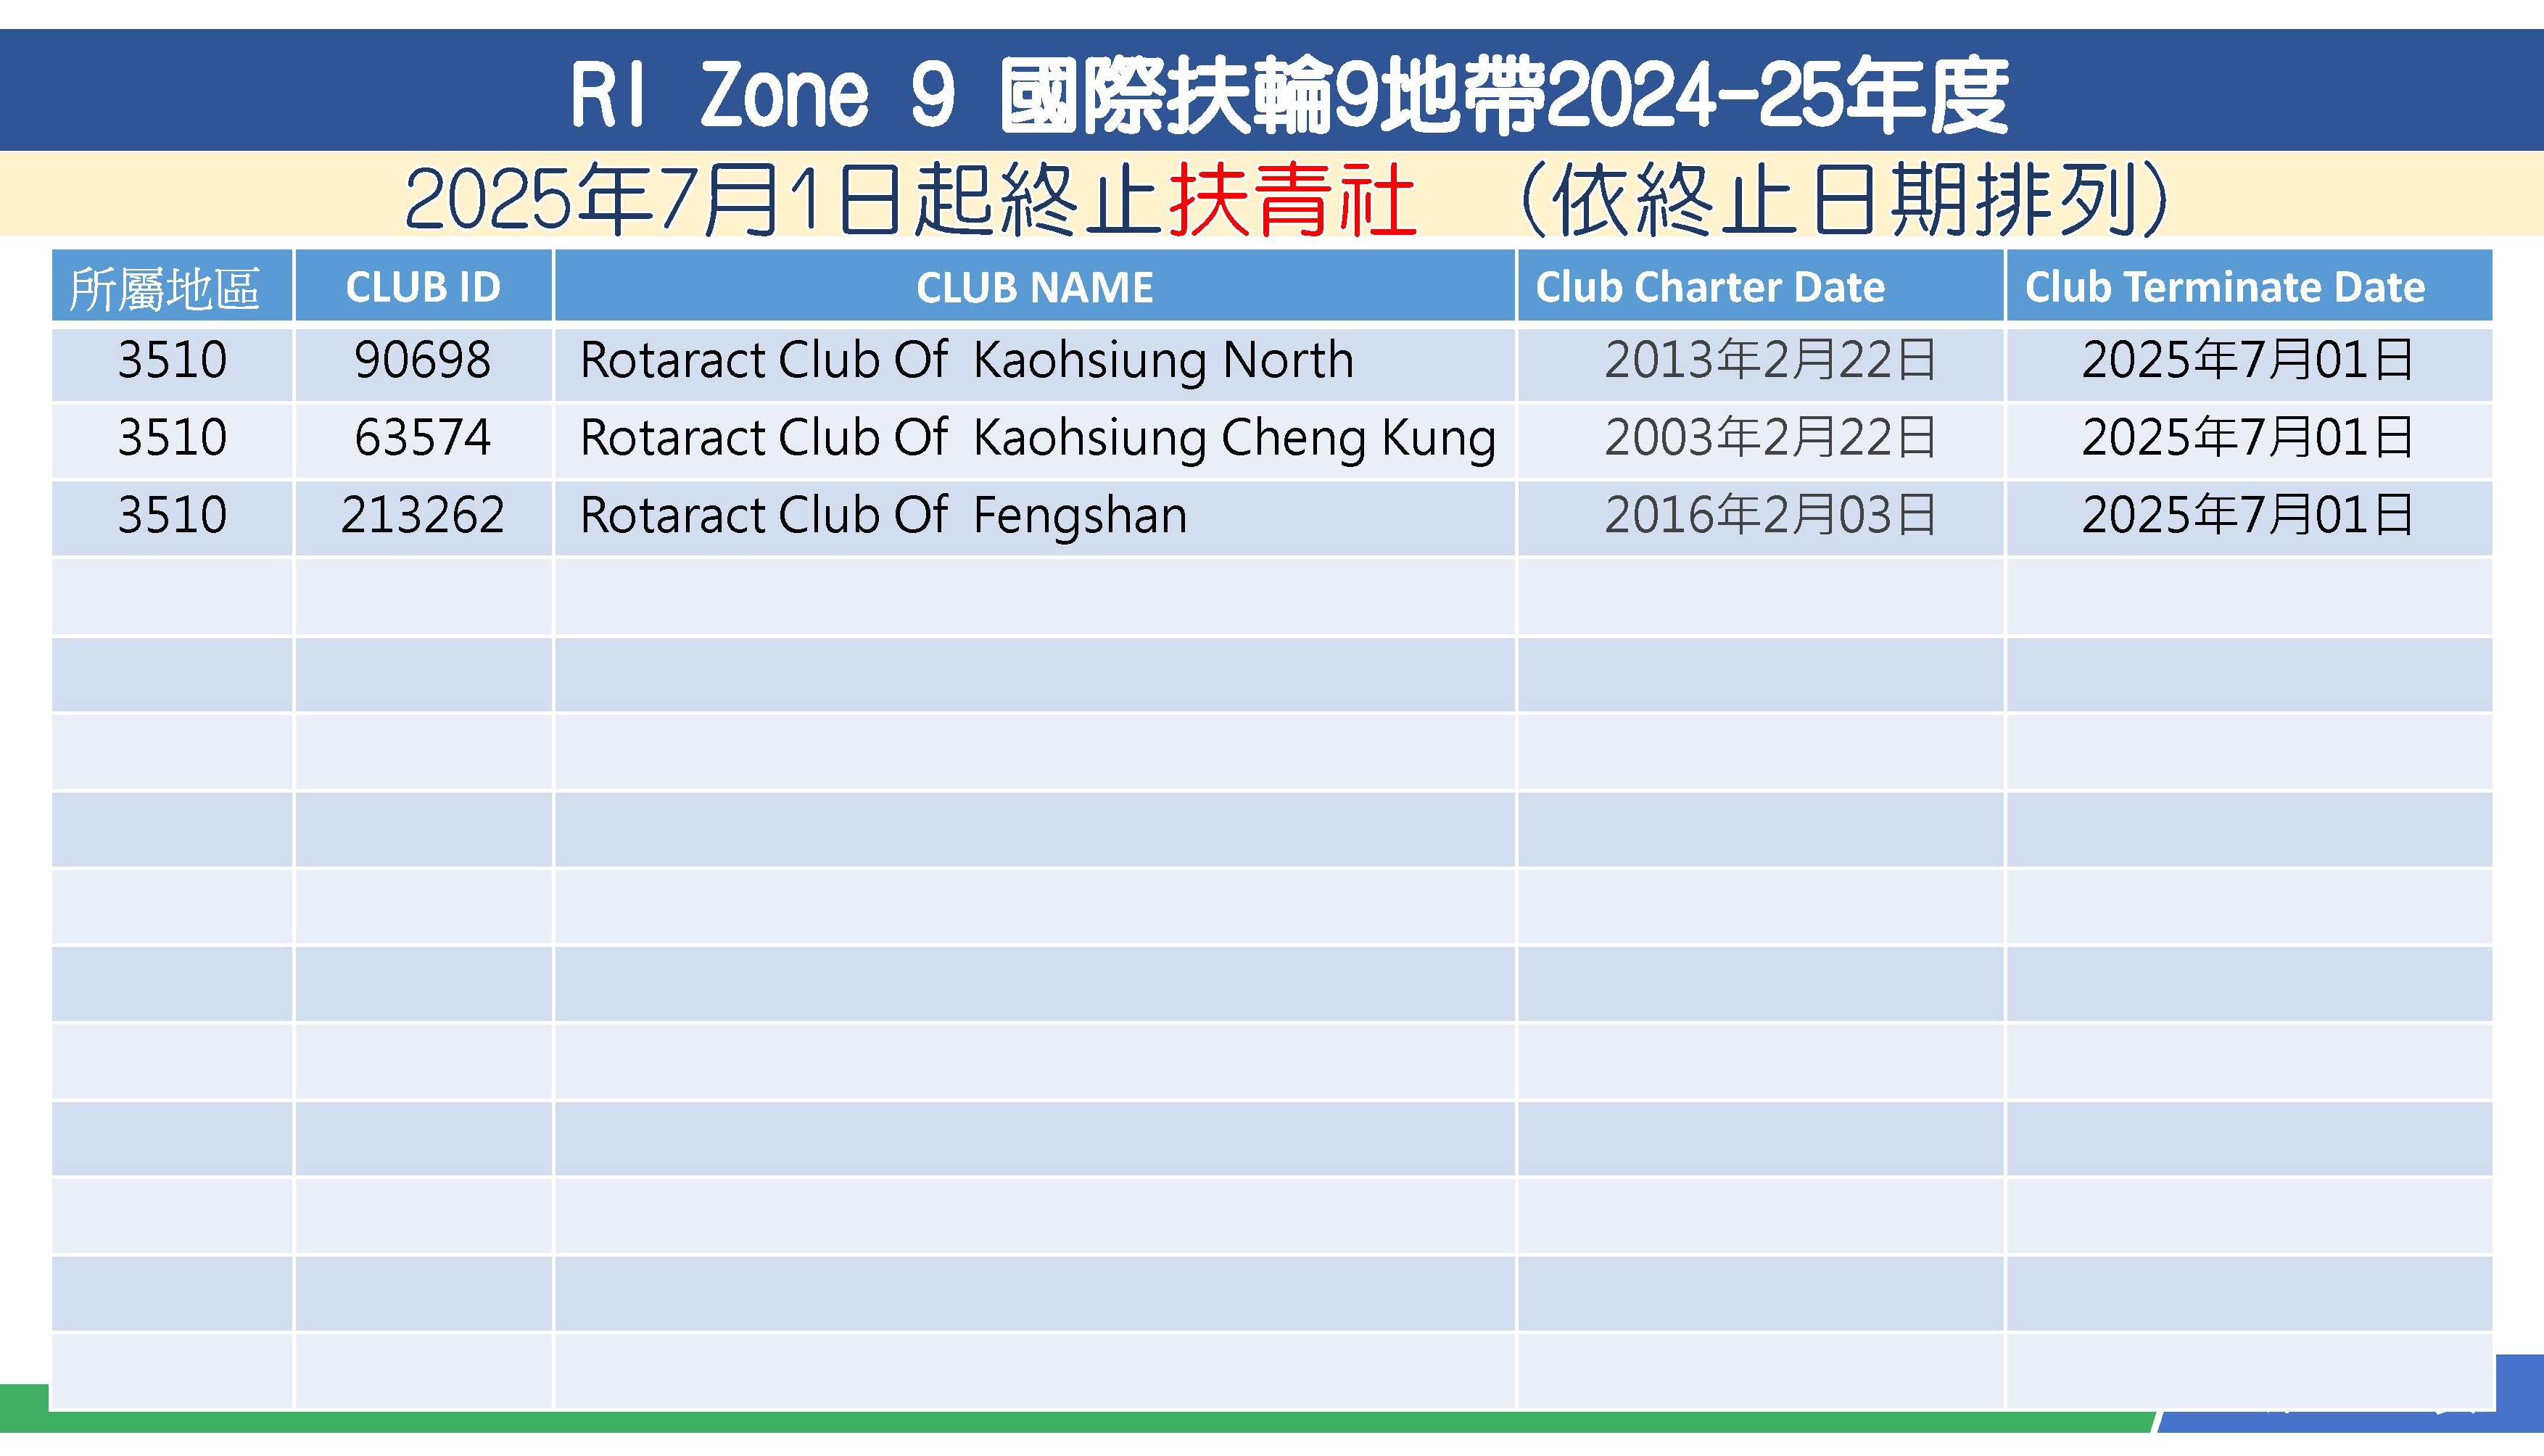 RI Zone 9 國際扶輪9地帶2024-25年度
2025年7月1日起終止扶青社 (依終止日期排列)
所屬地區 CLUB ID CLUB NAME Club Charter Date Club Terminate Date
3510 90698 Rotaract Club Of Kaohsiung North 2013年2月22日 2025年7月01日
3510 63574 Rotaract Club Of Kaohsiung Cheng Kung 2003年2月22日 2025年7月01日
3510 213262 Rotaract Club Of Fengshan 2016年2月03日 2025年7月01日